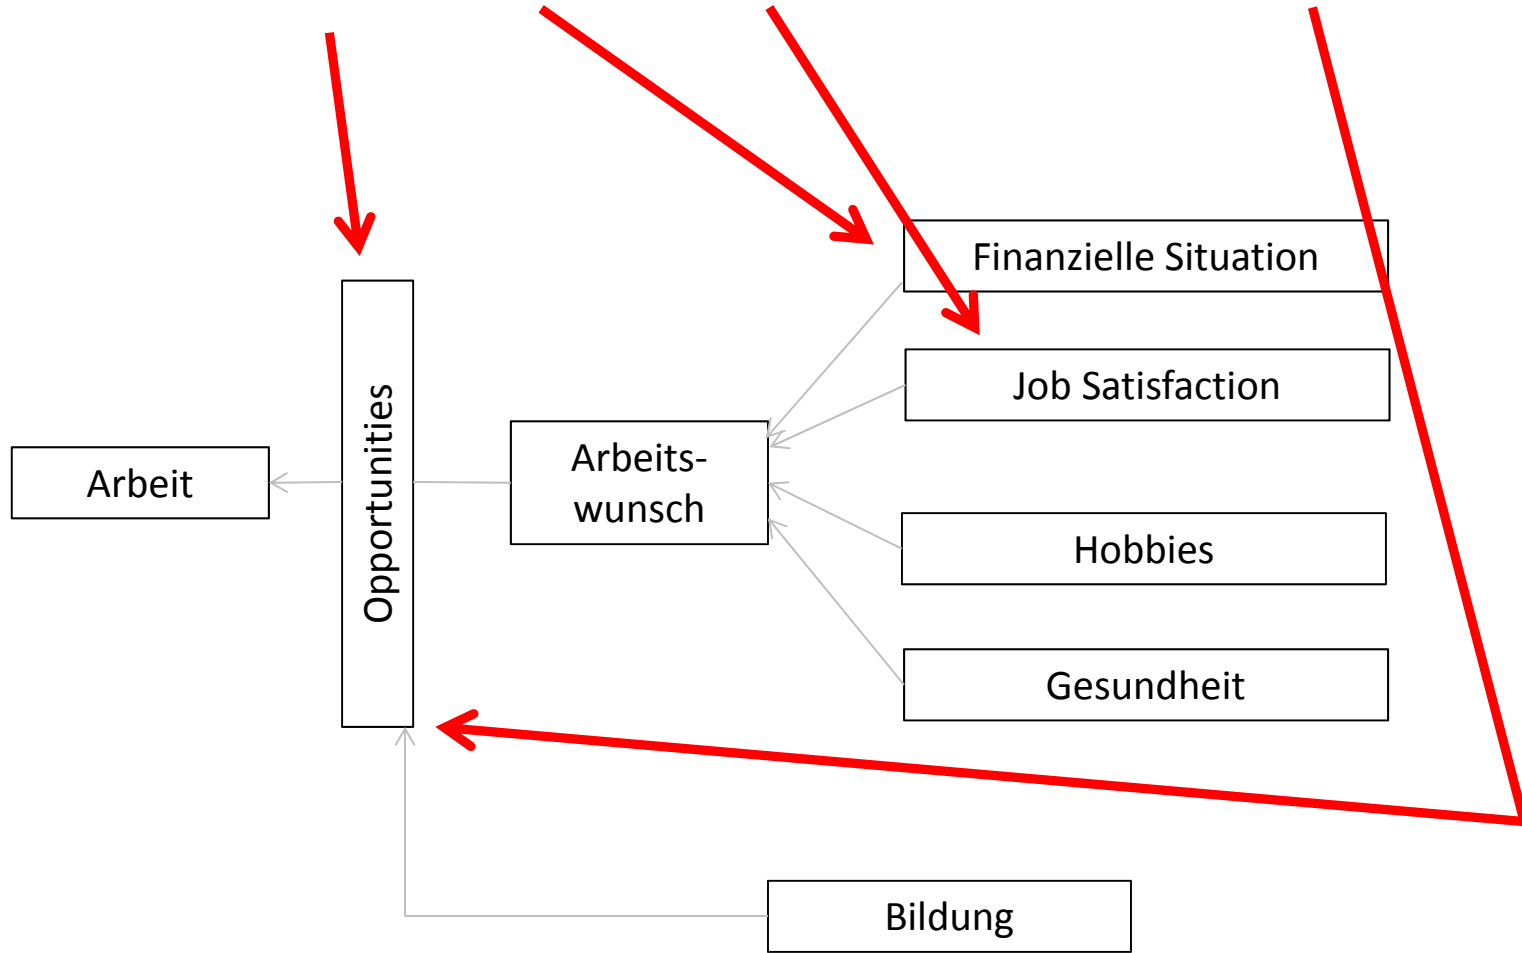 Finanzielle Situation
Job Satisfaction
Opportunities
Arbeits-
wunsch
Arbeit
Hobbies
Gesundheit
Bildung